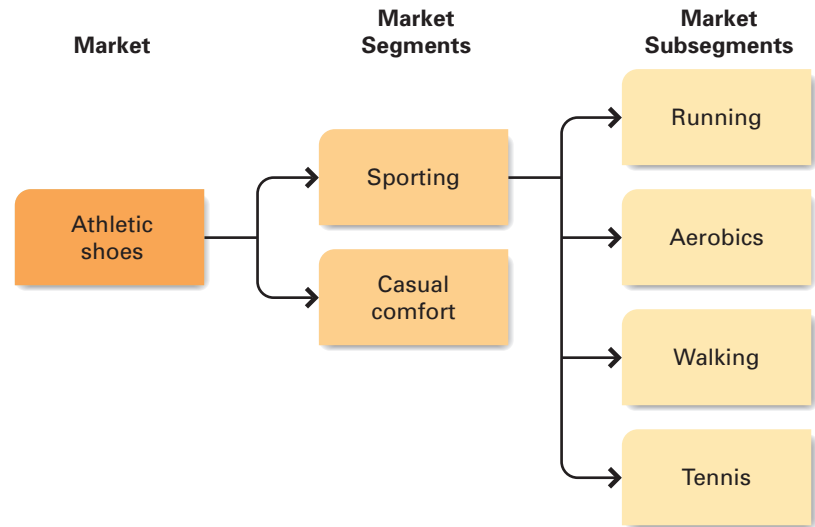 Market
Market
Segments
Market
Subsegments
Athletic
shoes
Sporting
Casual
comfort
Running
Aerobics
Walking
Tennis